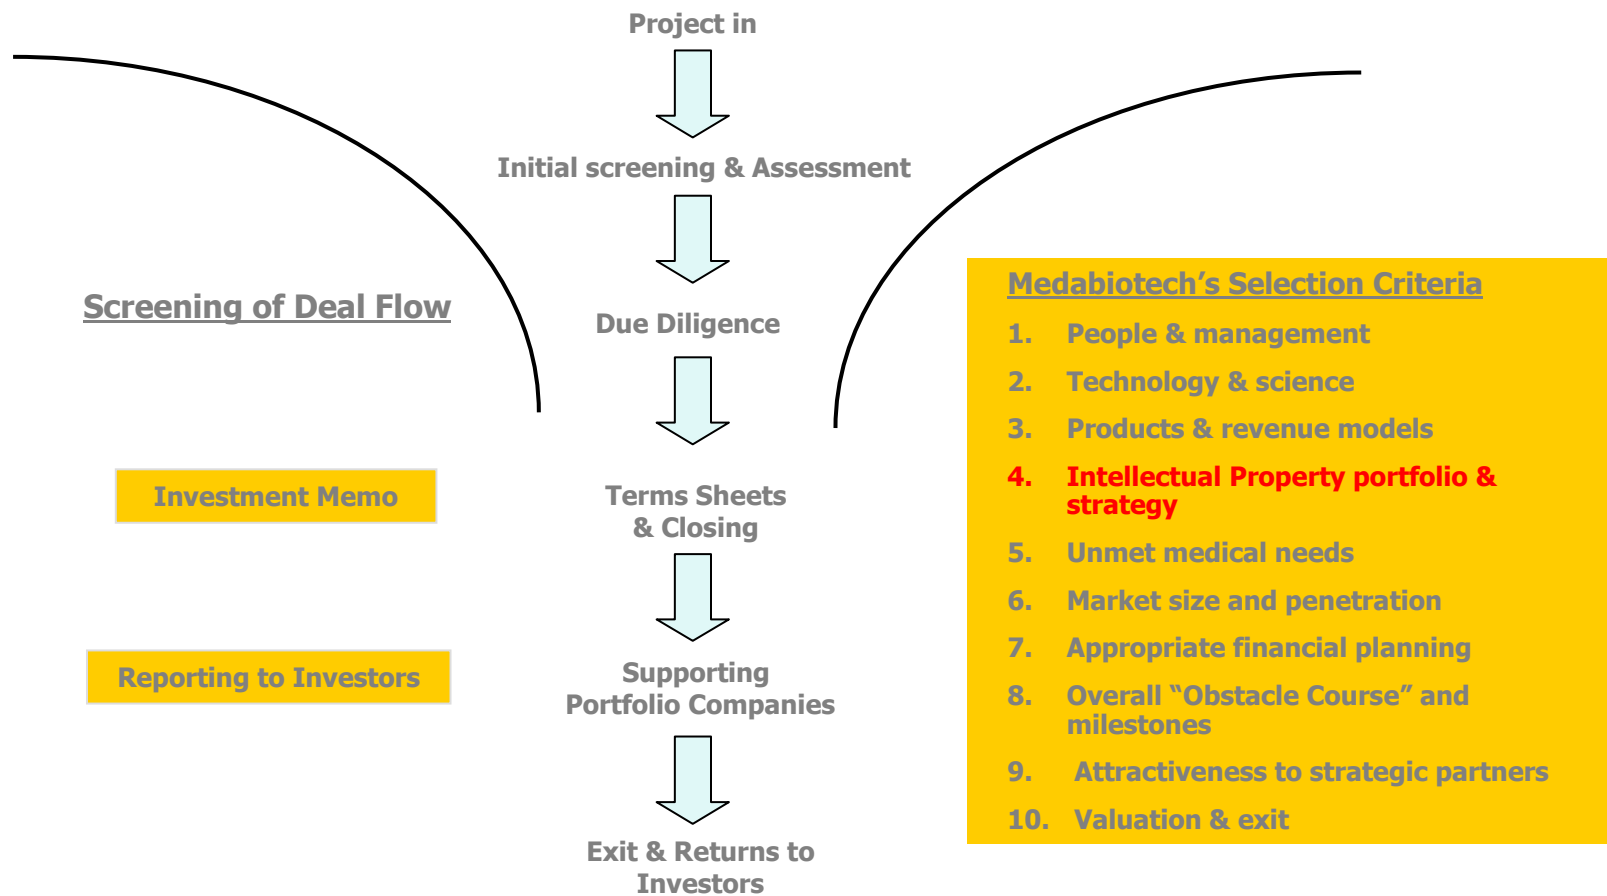 Project in
Initial screening & Assessment
Screening of Deal Flow
Due Diligence
Investment Memo
Terms Sheets
& Closing
Reporting to Investors
Supporting
Portfolio Companies
Exit & Returns to
Investors
Medabiotech’s Selection Criteria
1. People & management
2. Technology & science
3. Products & revenue models
4. Intellectual Property portfolio &
strategy
5. Unmet medical needs
6. Market size and penetration
7. Appropriate financial planning
8. Overall “Obstacle Course” and
milestones
9. Attractiveness to strategic partners
10. Valuation & exit